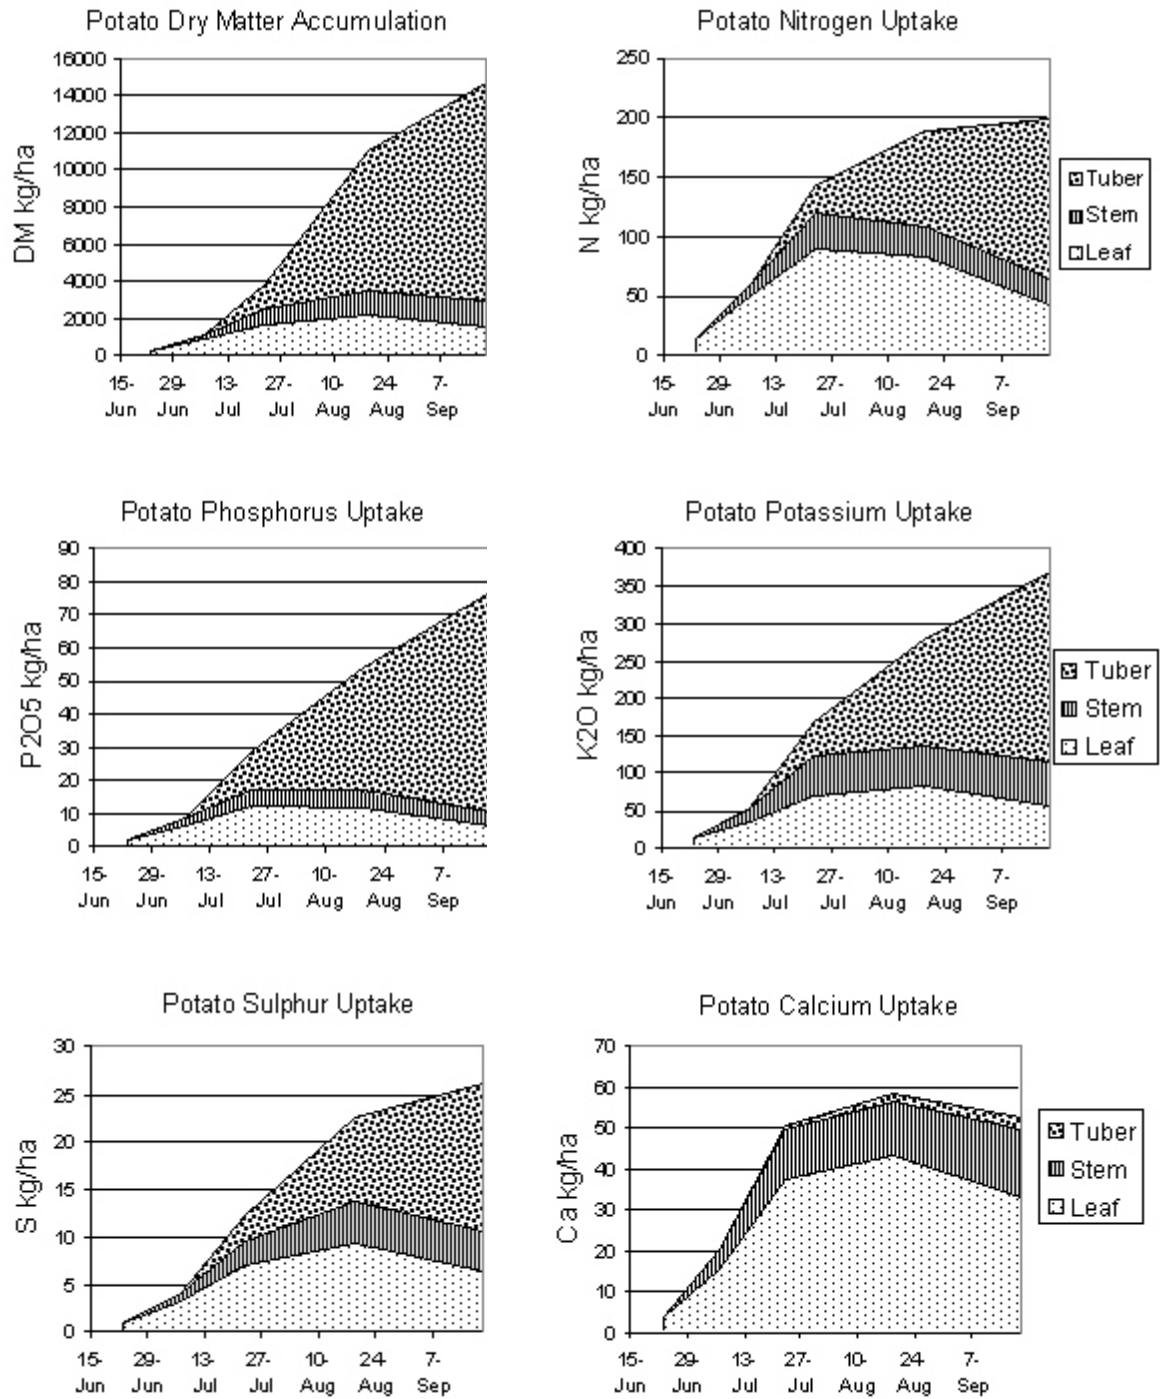 Potato Dry Matter Accumulation
16000
14000
12000
10000
8000
6000
4000
2000
0
DM kg/ha
15- 29- 13- 27- 10- 24- 7-
Jun Jun Jul Jul Aug Aug Sep
Potato Nitrogen Uptake
250
200
150
100
50
0
N kg/ha
15- 29- 13- 27- 10- 24- 7-
Jun Jun Jul Jul Aug Aug Sep
Tuber
Stem
Leaf
Potato Phosphorus Uptake
90
80
70
60
50
40
30
20
10
0
P2O5 kg/ha
15- 29- 13- 27- 10- 24- 7-
Jun Jun Jul Jul Aug Aug Sep
Potato Potassium Uptake
400
350
300
250
200
150
100
50
0
K2O kg/ha
15- 29- 13- 27- 10- 24- 7-
Jun Jun Jul Jul Aug Aug Sep
Tuber
Stem
Leaf
Potato Sulphur Uptake
30
25
20
15
10
5
0
S kg/ha
15- 29- 13- 27- 10- 24- 7-
Jun Jun Jul Jul Aug Aug Sep
Potato Calcium Uptake
70
60
50
40
30
20
10
0
Ca kg/ha
15- 29- 13- 27- 10- 24- 7-
Jun Jun Jul Jul Aug Aug Sep
Tuber
Stem
Leaf